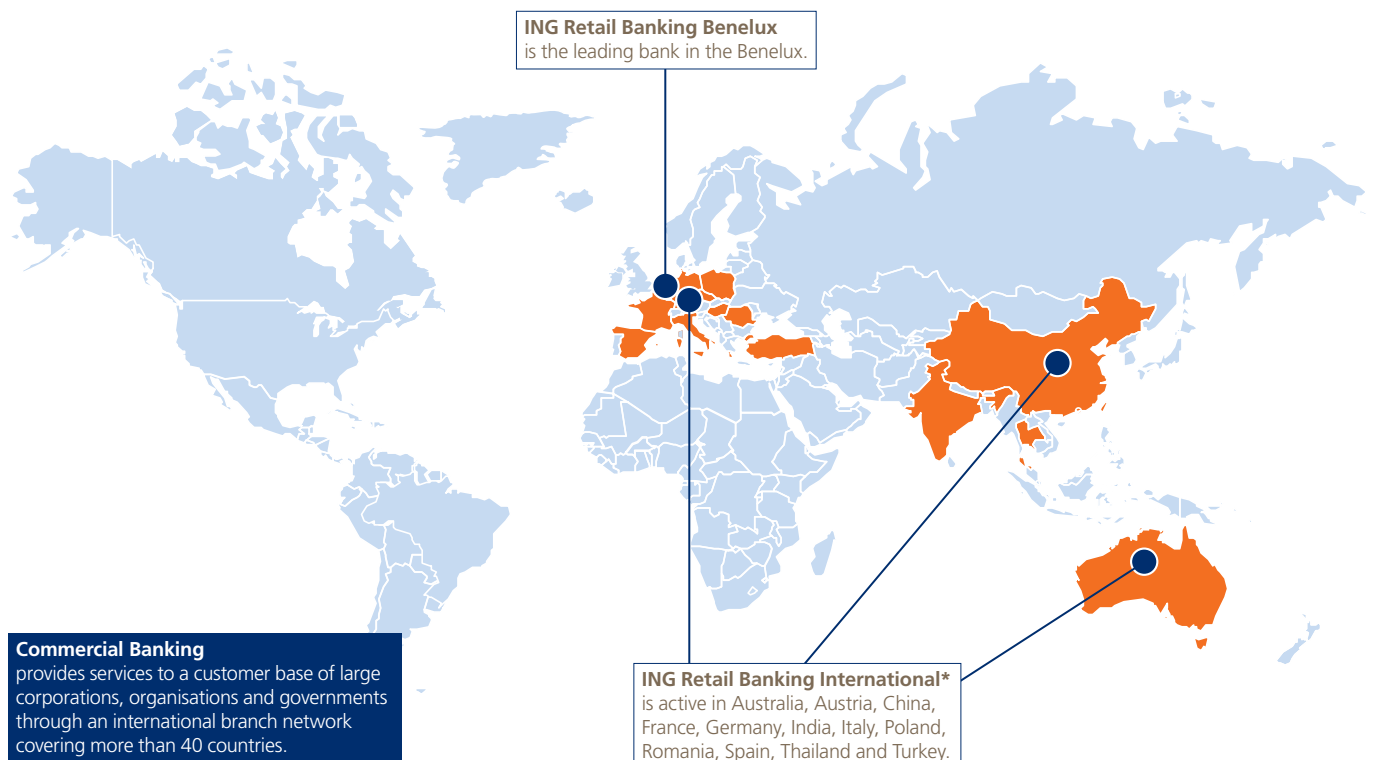 ING Retail Banking Benelux
is the leading bank in the Benelux.
Commercial Banking
provides services to a customer base of large
corporations, organisations and governments
through an international branch network
covering more than 40 countries.
ING Retail Banking International*
is active in Australia, Austria, China,
France, Germany, India, Italy, Poland,
Romania, Spain, Thailand and Turkey.